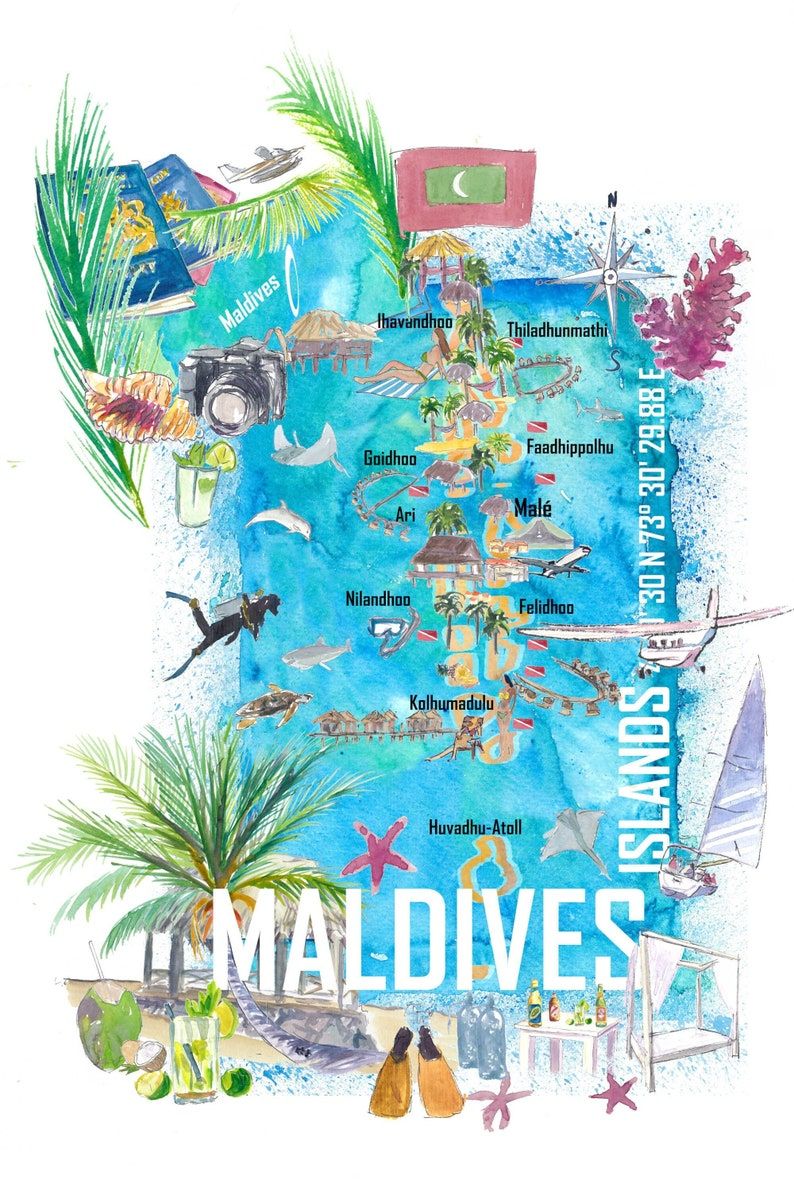 N
Maldives
Ihavandhoo
Thiladhunmathi
S
Goidhoo
Faadhippolhu
Ari
Malé
Nilandhoo
Felidhoo
Kolhumadulu
Huvadhu-Atoll
30 N 73° 30' 29.88 E
ISLANDS
MALDIVES